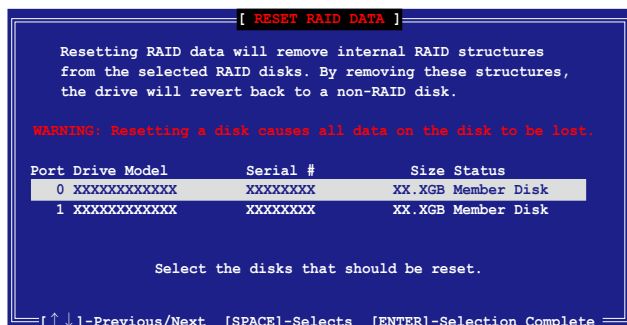 [ RESET RAID DATA ]
Resetting RAID data will remove internal RAID structures
from the selected RAID disks. By removing these structures,
the drive will revert back to a non-RAID disk.
WARNING: Resetting a disk causes all data on the disk to be lost.
Port Drive Model Serial # Size Status
0 XXXXXXXXXXXX XXXXXXXX XX.XGB Member Disk
1 XXXXXXXXXXXX XXXXXXXX XX.XGB Member Disk
Select the disks that should be reset.
[↑↓]-Previous/Next [SPACE]-Selects [ENTER]-Selection Complete